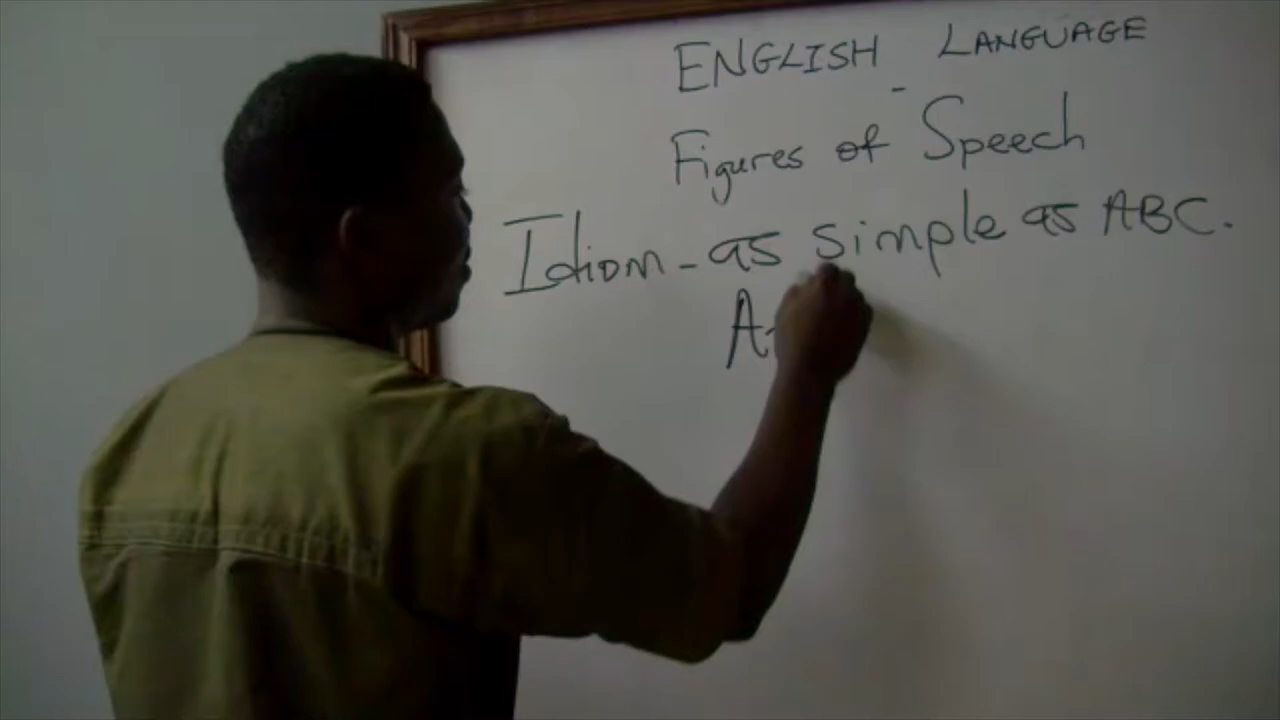 ENGLISH LANGUAGE
-
Figures of Speech
Idiom - as simple as ABC.
A